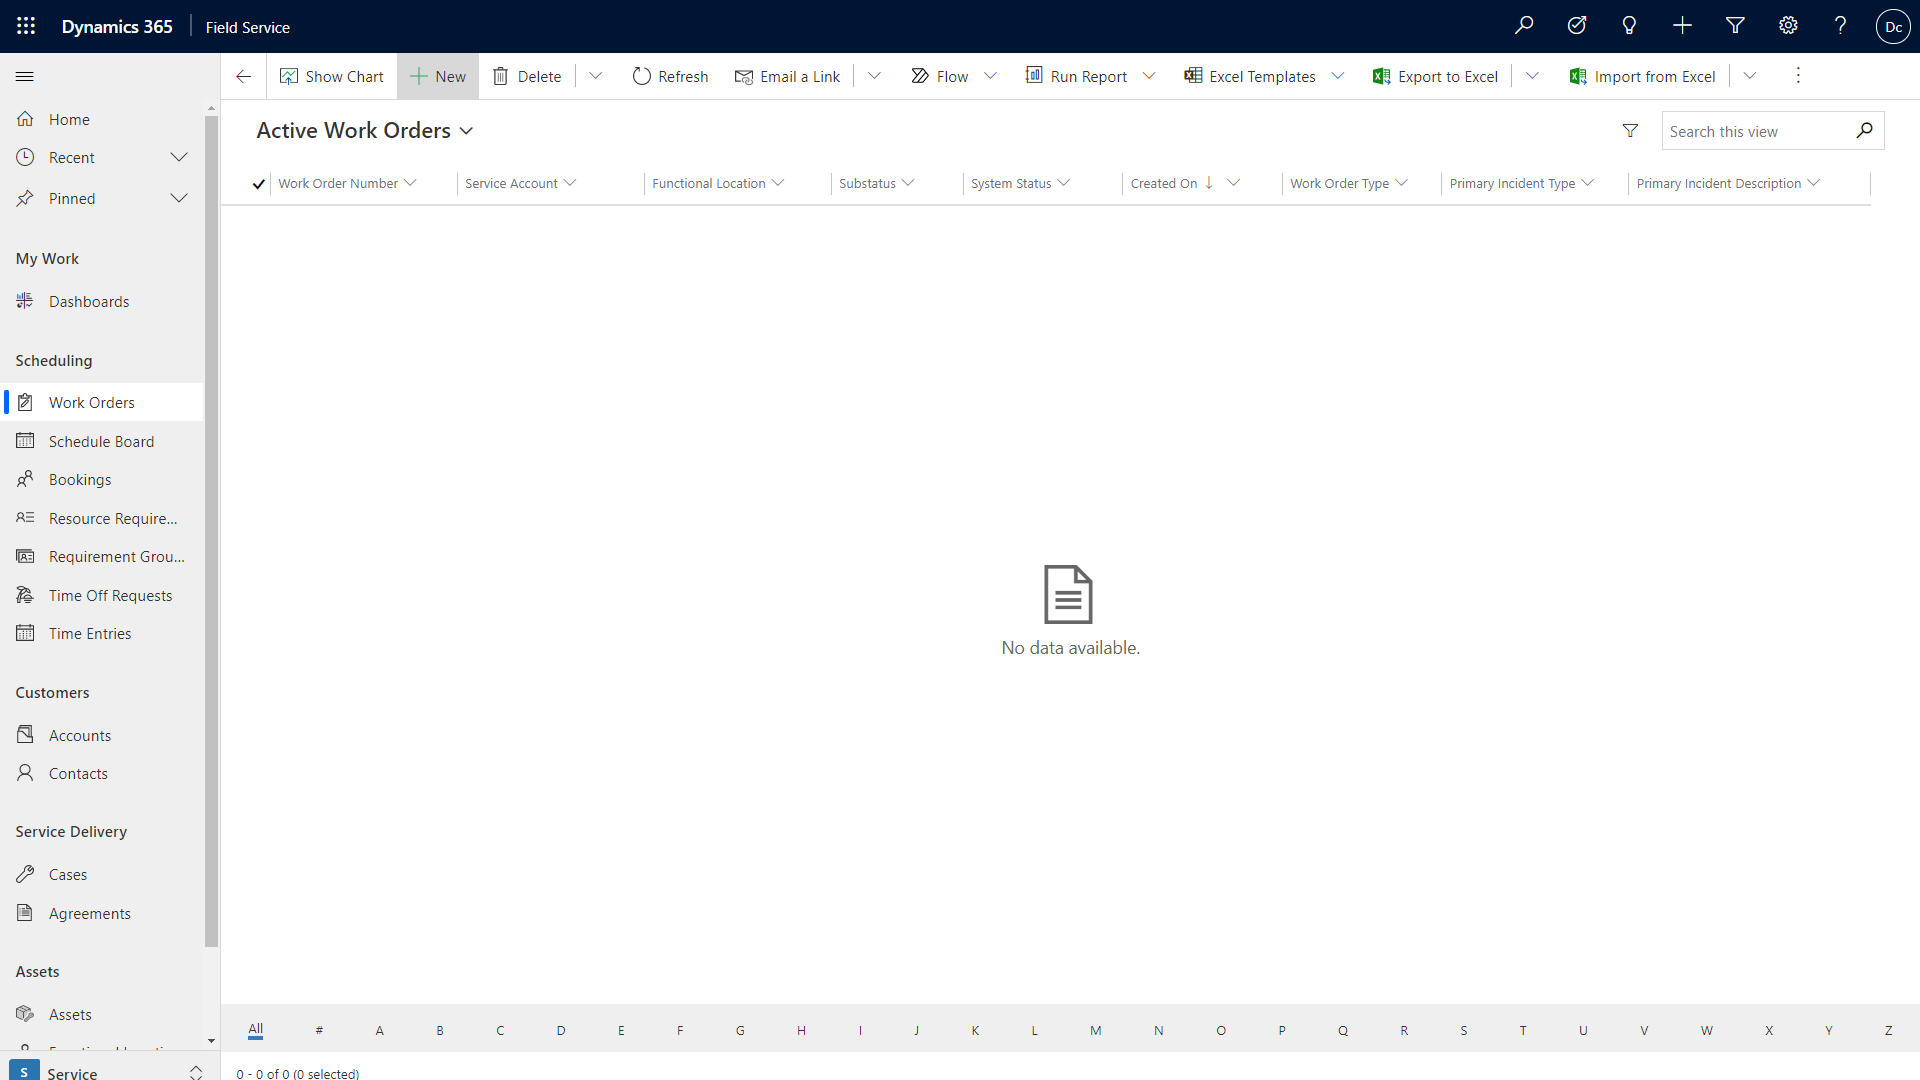 Dynamics 365
Field Service
Dc
Show Chart
New
Delete
Refresh
Email a Link
Flow
Run Report
Excel Templates
Export to Excel
Import from Excel
Home
Recent
Pinned
My Work
Dashboards
Scheduling
Work Orders
Schedule Board
Bookings
Resource Require...
Requirement Grou...
Time Off Requests
Time Entries
Customers
Accounts
Contacts
Service Delivery
Cases
Agreements
Assets
Assets
S
Service
Active Work Orders
Search this view
Work Order Number
Service Account
Functional Location
Substatus
System Status
Created On
Work Order Type
Primary Incident Type
Primary Incident Description
No data available.
All # A B C D E F G H I J K L M N O P Q R S T U V W X Y Z
0 - 0 of 0 (0 selected)